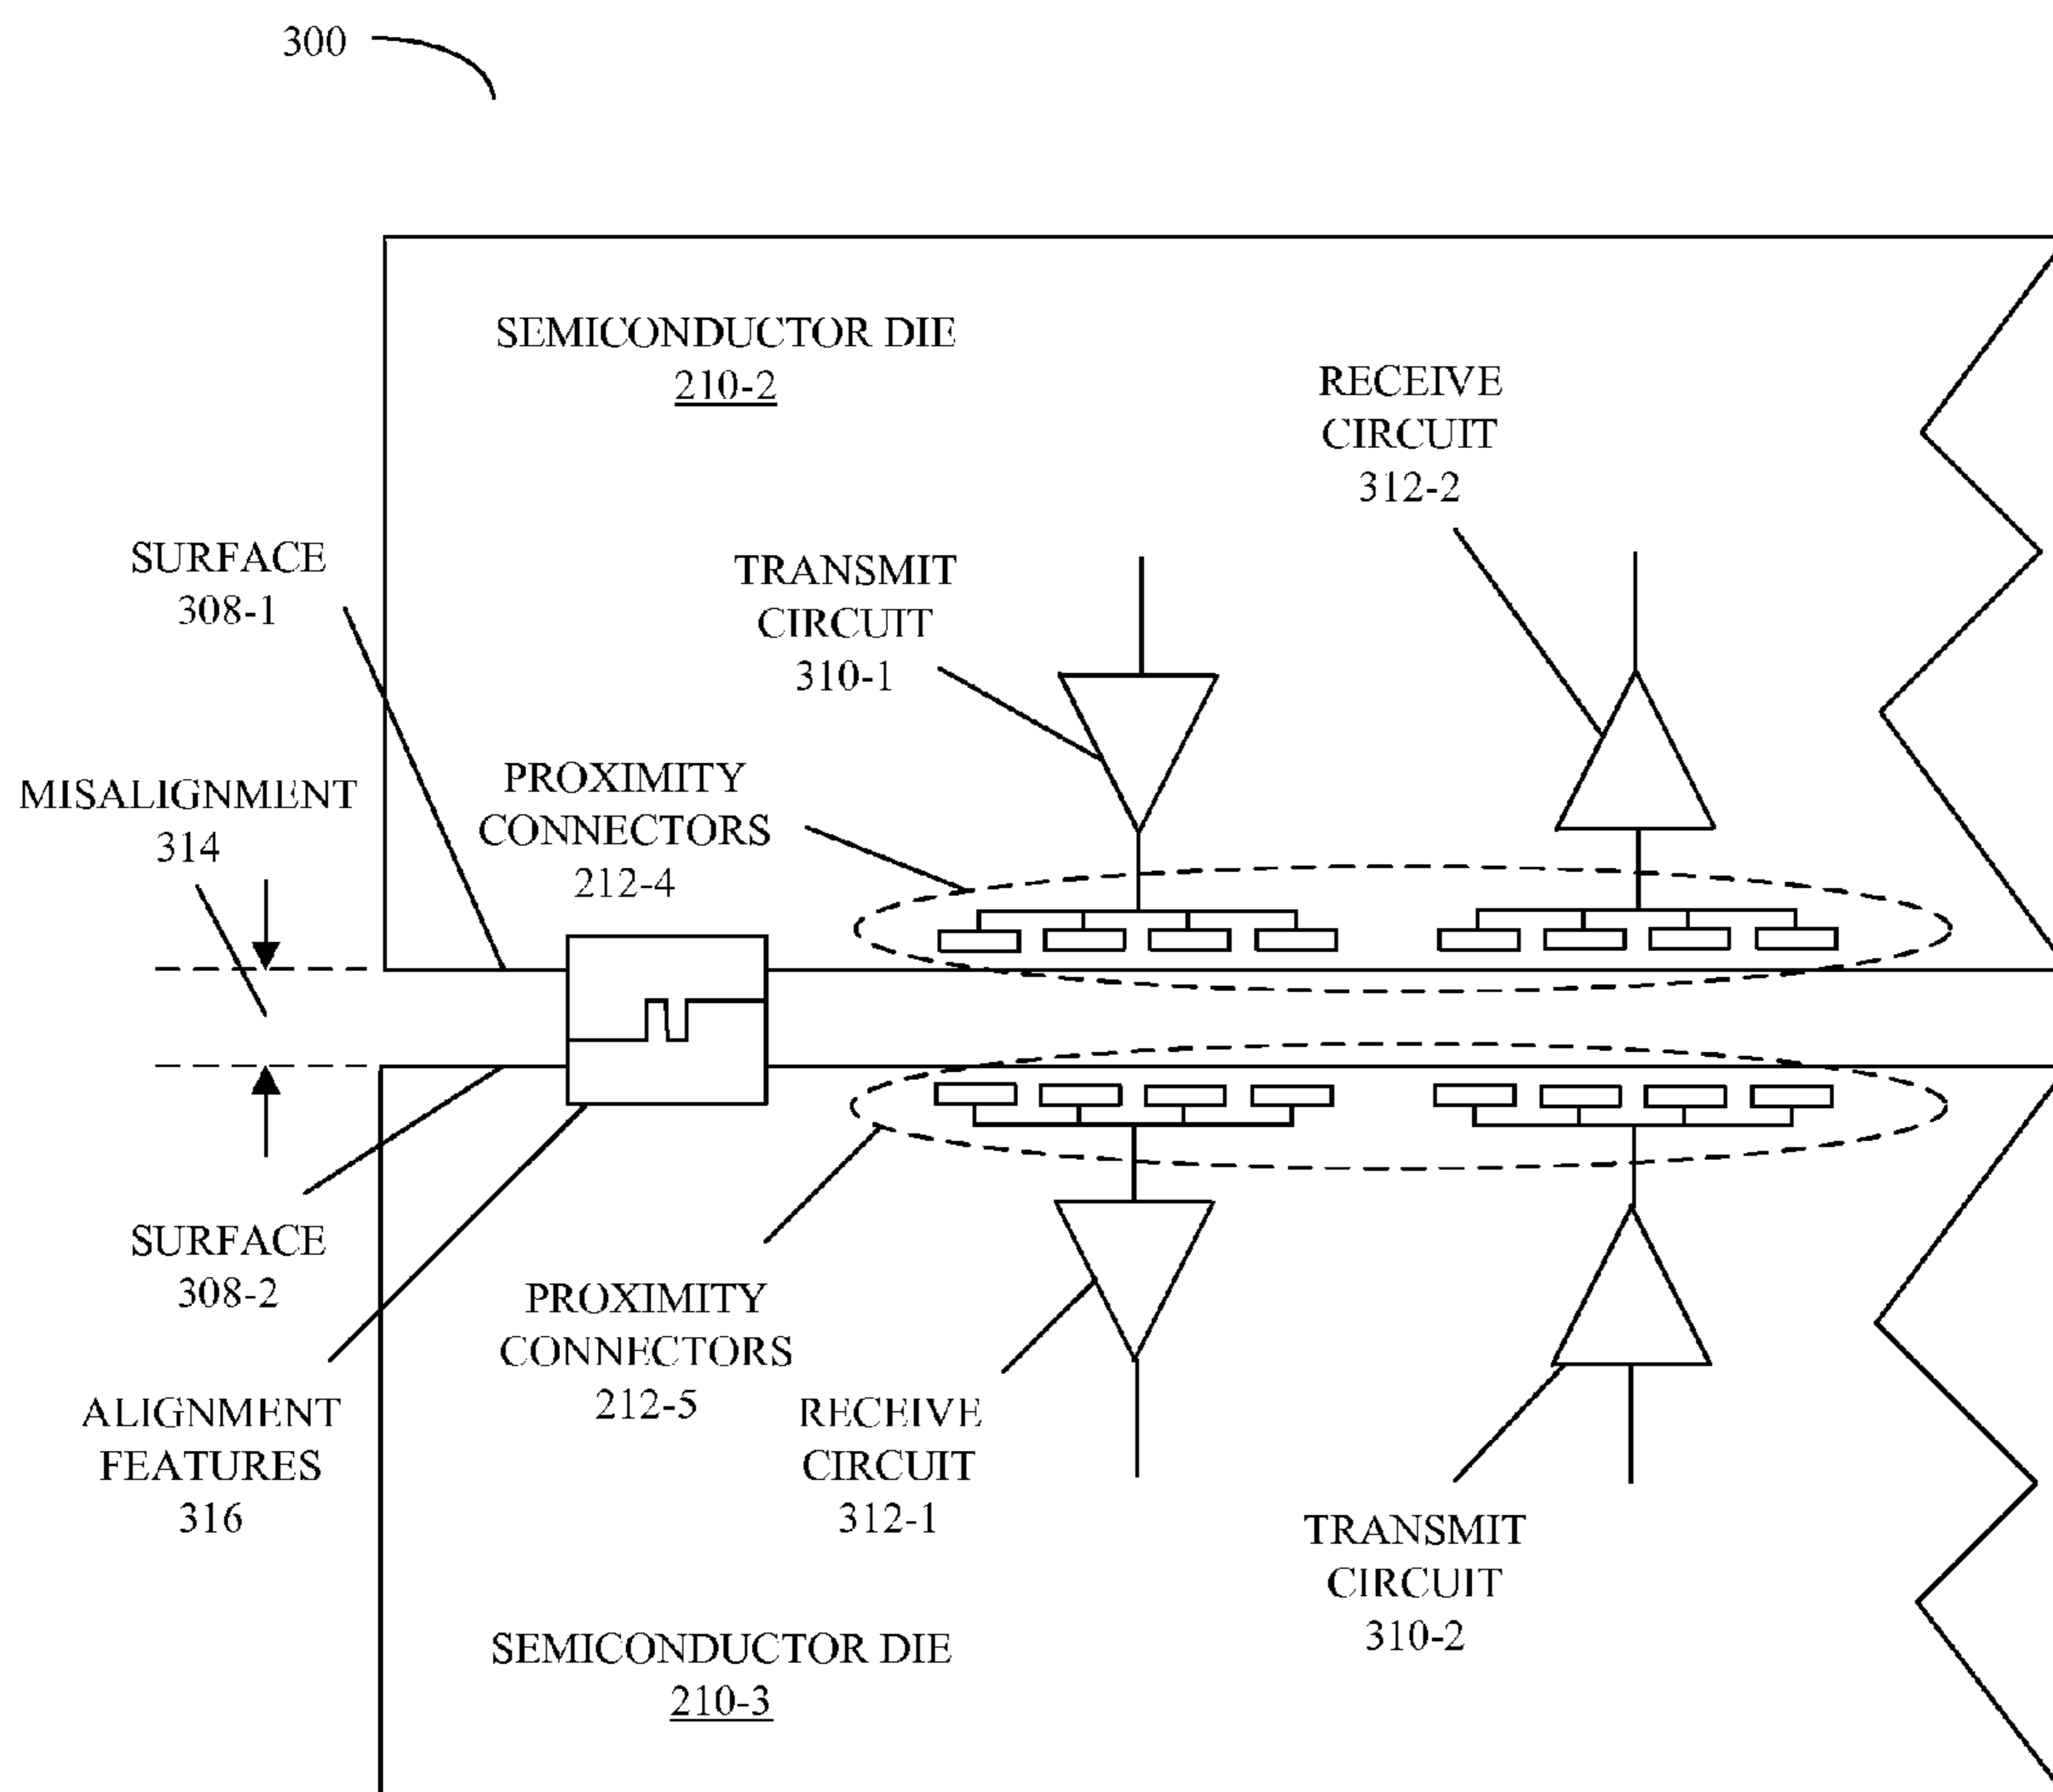 300
SEMICONDUCTOR DIE
210-2
RECEIVE
CIRCUIT
312-2
SURFACE
308-1
TRANSMIT
CIRCUIT
310-1
MISALIGNMENT
314
PROXIMITY
CONNECTORS
212-4
SURFACE
308-2
PROXIMITY
CONNECTORS
212-5
ALIGNMENT
FEATURES
316
RECEIVE
CIRCUIT
312-1
TRANSMIT
CIRCUIT
310-2
SEMICONDUCTOR DIE
210-3